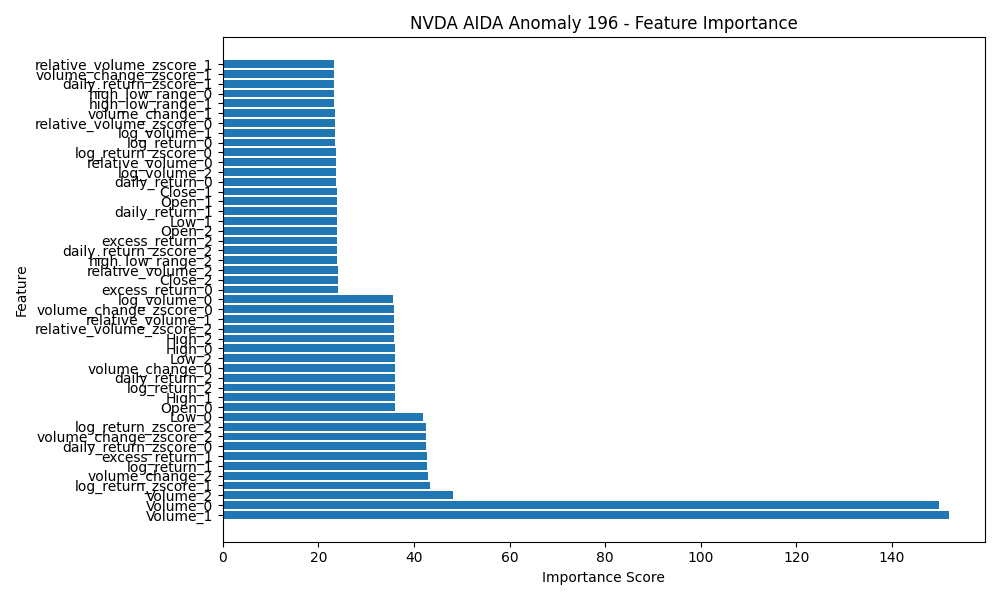 NVDA AIDA Anomaly 196 - Feature Importance
relative_volume_zscore_1
volume_change_zscore_1
daily_return_zscore_1
high_low_range_0
high_low_range_1
volume_change_1
relative_volume_zscore_0
log_volume_1
log_return_0
log_return_zscore_0
relative_volume_0
log_volume_2
daily_return_0
Close_1
Open_1
daily_return_1
Low_1
Open_2
excess_return_2
daily_return_zscore_2
high_low_range_2
relative_volume_2
Close_2
excess_return_0
log_volume_0
volume_change_zscore_0
relative_volume_1
relative_volume_zscore_2
High_2
High_0
Low_2
volume_change_0
daily_return_2
log_return_2
High_1
Open_0
Low_0
log_return_zscore_2
volume_change_zscore_2
daily_return_zscore_0
excess_return_1
log_return_1
volume_change_2
log_return_zscore_1
Volume_2
Volume_0
Volume_1
Feature
0 20 40 60 80 100 120 140
Importance Score